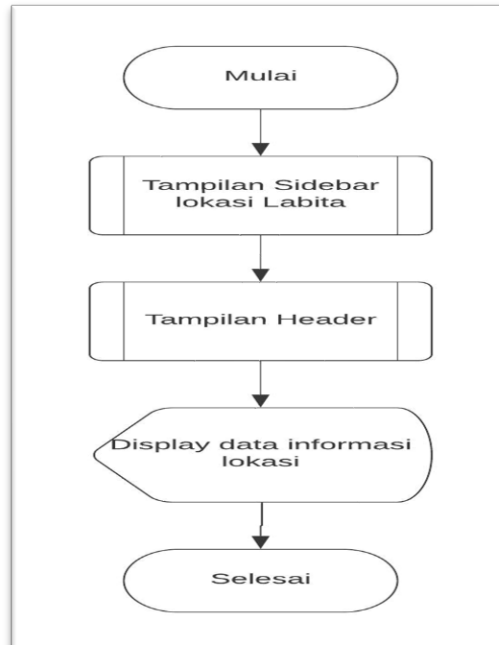 Mulai
Tampilan Sidebar
lokasi Labita
Tampilan Header
Display data informasi
lokasi
Selesai